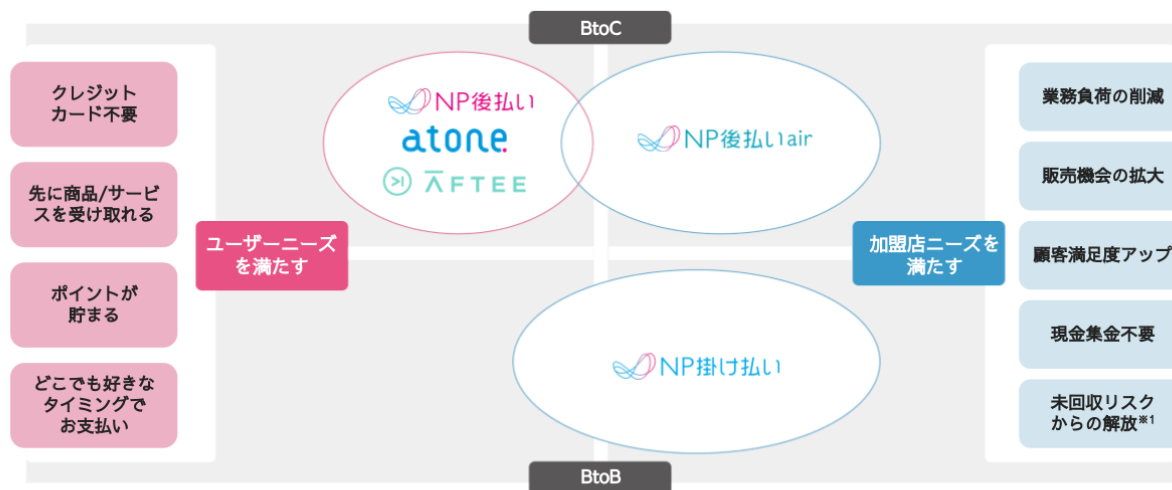 BtoC
クレジット
カード不要
先に商品/サービ
スを受け取れる
ポイントが
貯まる
どこでも好きな
タイミングで
お支払い
ユーザーニーズ
を満たす
NP後払い
atone
AFTEE
NP後払いair
NP掛け払い
加盟店ニーズを
満たす
業務負荷の削減
販売機会の拡大
顧客満足度アップ
現金集金不要
未回収リスク
からの解放※1
BtoB